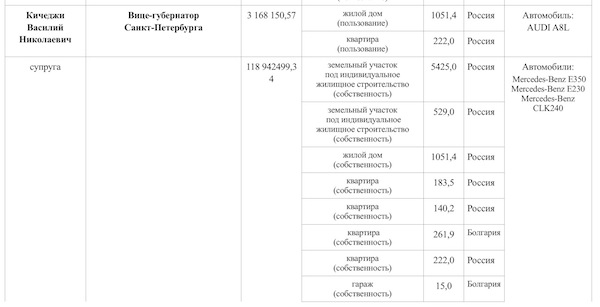 Кичеджи
Василий
Николаевич
Вице-губернатор
Санкт-Петербурга
3 168 150,57
жилой дом
(пользование)
1051,4
Россия
Автомобиль:
AUDI A8L
квартира
(пользование)
222,0
Россия
супруга
118 942499,3
4
земельный участок
под индивидуальное
жилищное строительство
(собственность)
5425,0
Россия
Автомобили:
Mercedes-Benz E350
Mercedes-Benz E230
Mercedes-Benz
CLK240
земельный участок
под индивидуальное
жилищное строительство
(собственность)
529,0
Россия
жилой дом
(собственность)
1051,4
Россия
квартира
(собственность)
183,5
Россия
квартира
(собственность)
140,2
Россия
квартира
(собственность)
261,9
Болгария
квартира
(собственность)
222,0
Россия
гараж
(собственность)
15,0
Болгария